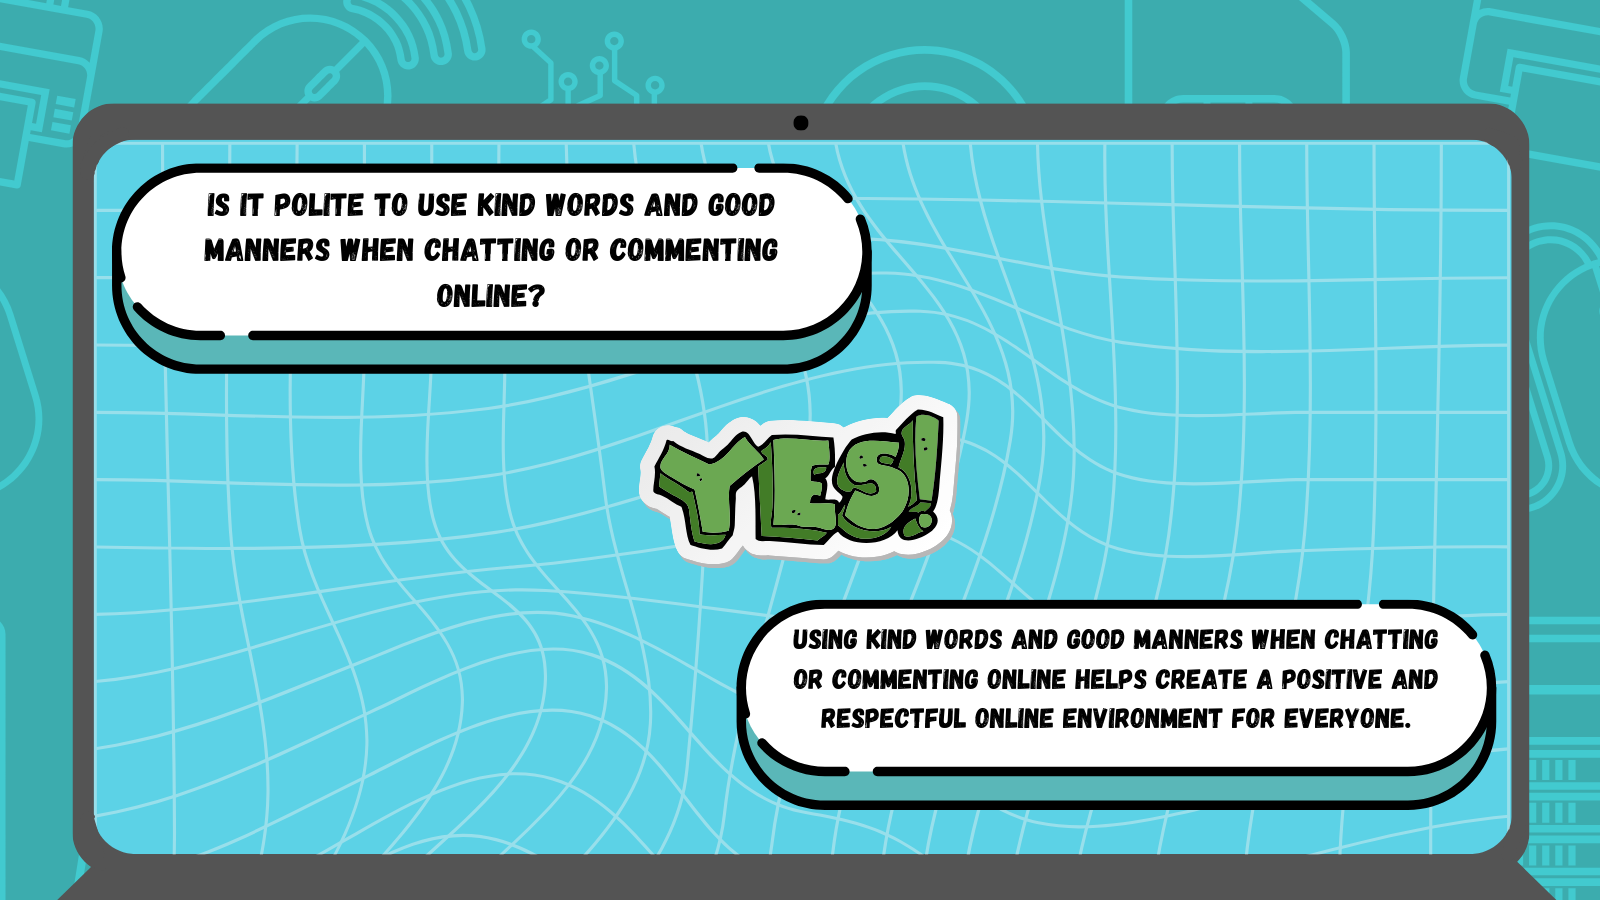 IS IT POLITE TO USE KIND WORDS AND GOOD
MANNERS WHEN CHATTING OR COMMENTING
ONLINE?
YES!
USING KIND WORDS AND GOOD MANNERS WHEN CHATTING
OR COMMENTING ONLINE HELPS CREATE A POSITIVE AND
RESPECTFUL ONLINE ENVIRONMENT FOR EVERYONE.